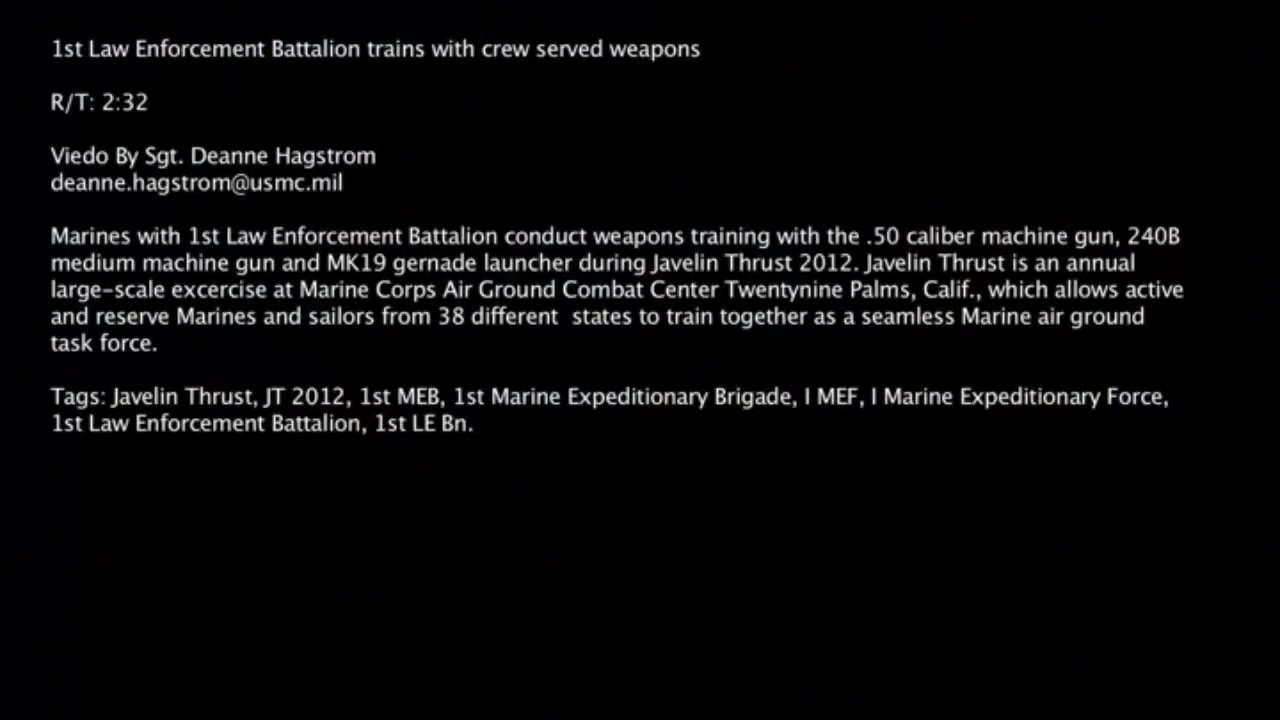 1st Law Enforcement Battalion trains with crew served weapons
R/T: 2:32
Viedo By Sgt. Deanne Hagstrom
deanne.hagstrom@usmc.mil
Marines with 1st Law Enforcement Battalion conduct weapons training with the .50 caliber machine gun, 240B
medium machine gun and MK19 gernade launcher during Javelin Thrust 2012. Javelin Thrust is an annual
large-scale excercise at Marine Corps Air Ground Combat Center Twentynine Palms, Calif., which allows active
and reserve Marines and sailors from 38 different  states to train together as a seamless Marine air ground
task force.
Tags: Javelin Thrust, JT 2012, 1st MEB, 1st Marine Expeditionary Brigade, I MEF, I Marine Expeditionary Force,
1st Law Enforcement Battalion, 1st LE Bn.